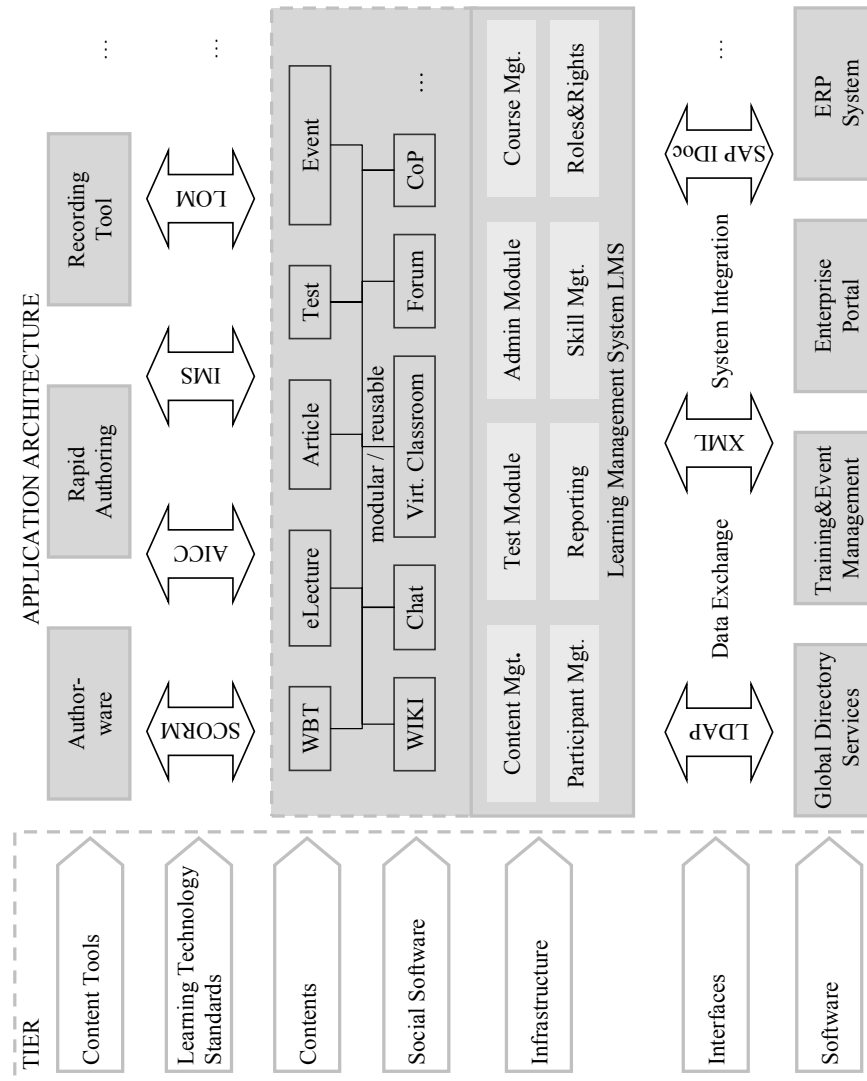 TIER
APPLICATION ARCHITECTURE
Content Tools
Author-
ware
Rapid
Authoring
Recording
Tool
…
Learning Technology
Standards
SCORM
AICC
IMS
LOM
…
Contents
WBT
eLecture
Article
Test
Event
modular / reusable
Social Software
WIKI
Chat
Virt. Classroom
Forum
CoP
…
Infrastructure
Content Mgt.
Test Module
Admin Module
Course Mgt.
Participant Mgt.
Reporting
Skill Mgt.
Roles&Rights
Learning Management System LMS
Interfaces
LDAP
Data Exchange
XML
System Integration
SAP IDoc
…
Software
Global Directory
Services
Training&Event
Management
Enterprise
Portal
ERP
System